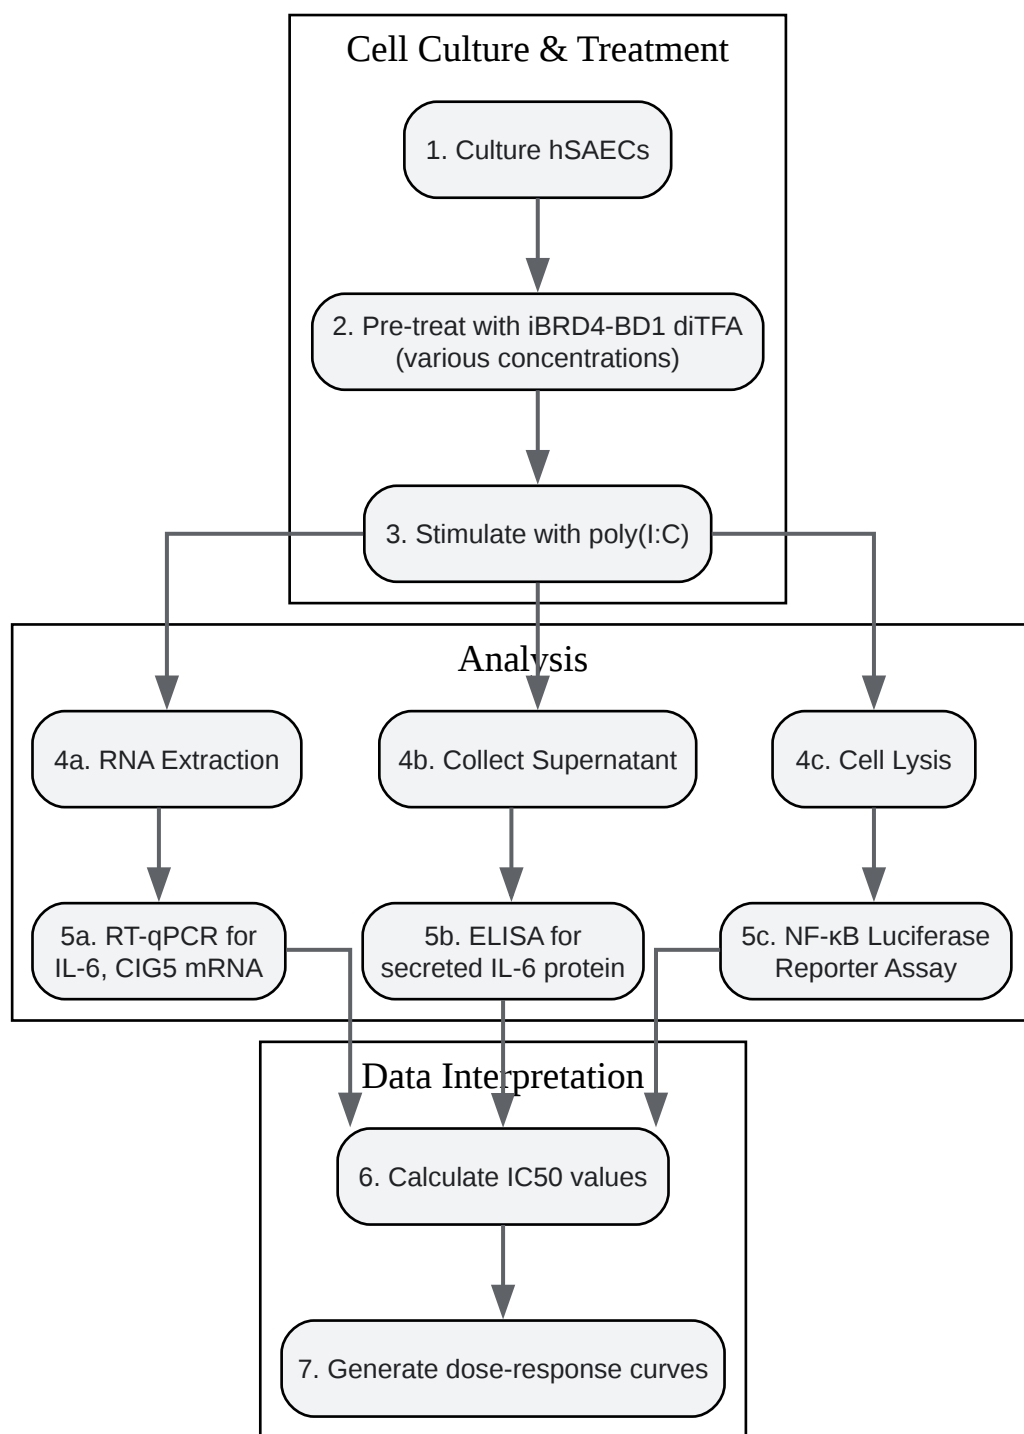 Cell Culture & Treatment
1. Culture hSAECs
2. Pre-treat with iBRD4-BD1 diTFA
(various concentrations)
3. Stimulate with poly(I:C)
Analysis
4a. RNA Extraction
4b. Collect Supernatant
4c. Cell Lysis
5a. RT-qPCR for
IL-6, CIG5 mRNA
5b. ELISA for
secreted IL-6 protein
5c. NF-κB Luciferase
Reporter Assay
Data Interpretation
6. Calculate IC50 values
7. Generate dose-response curves